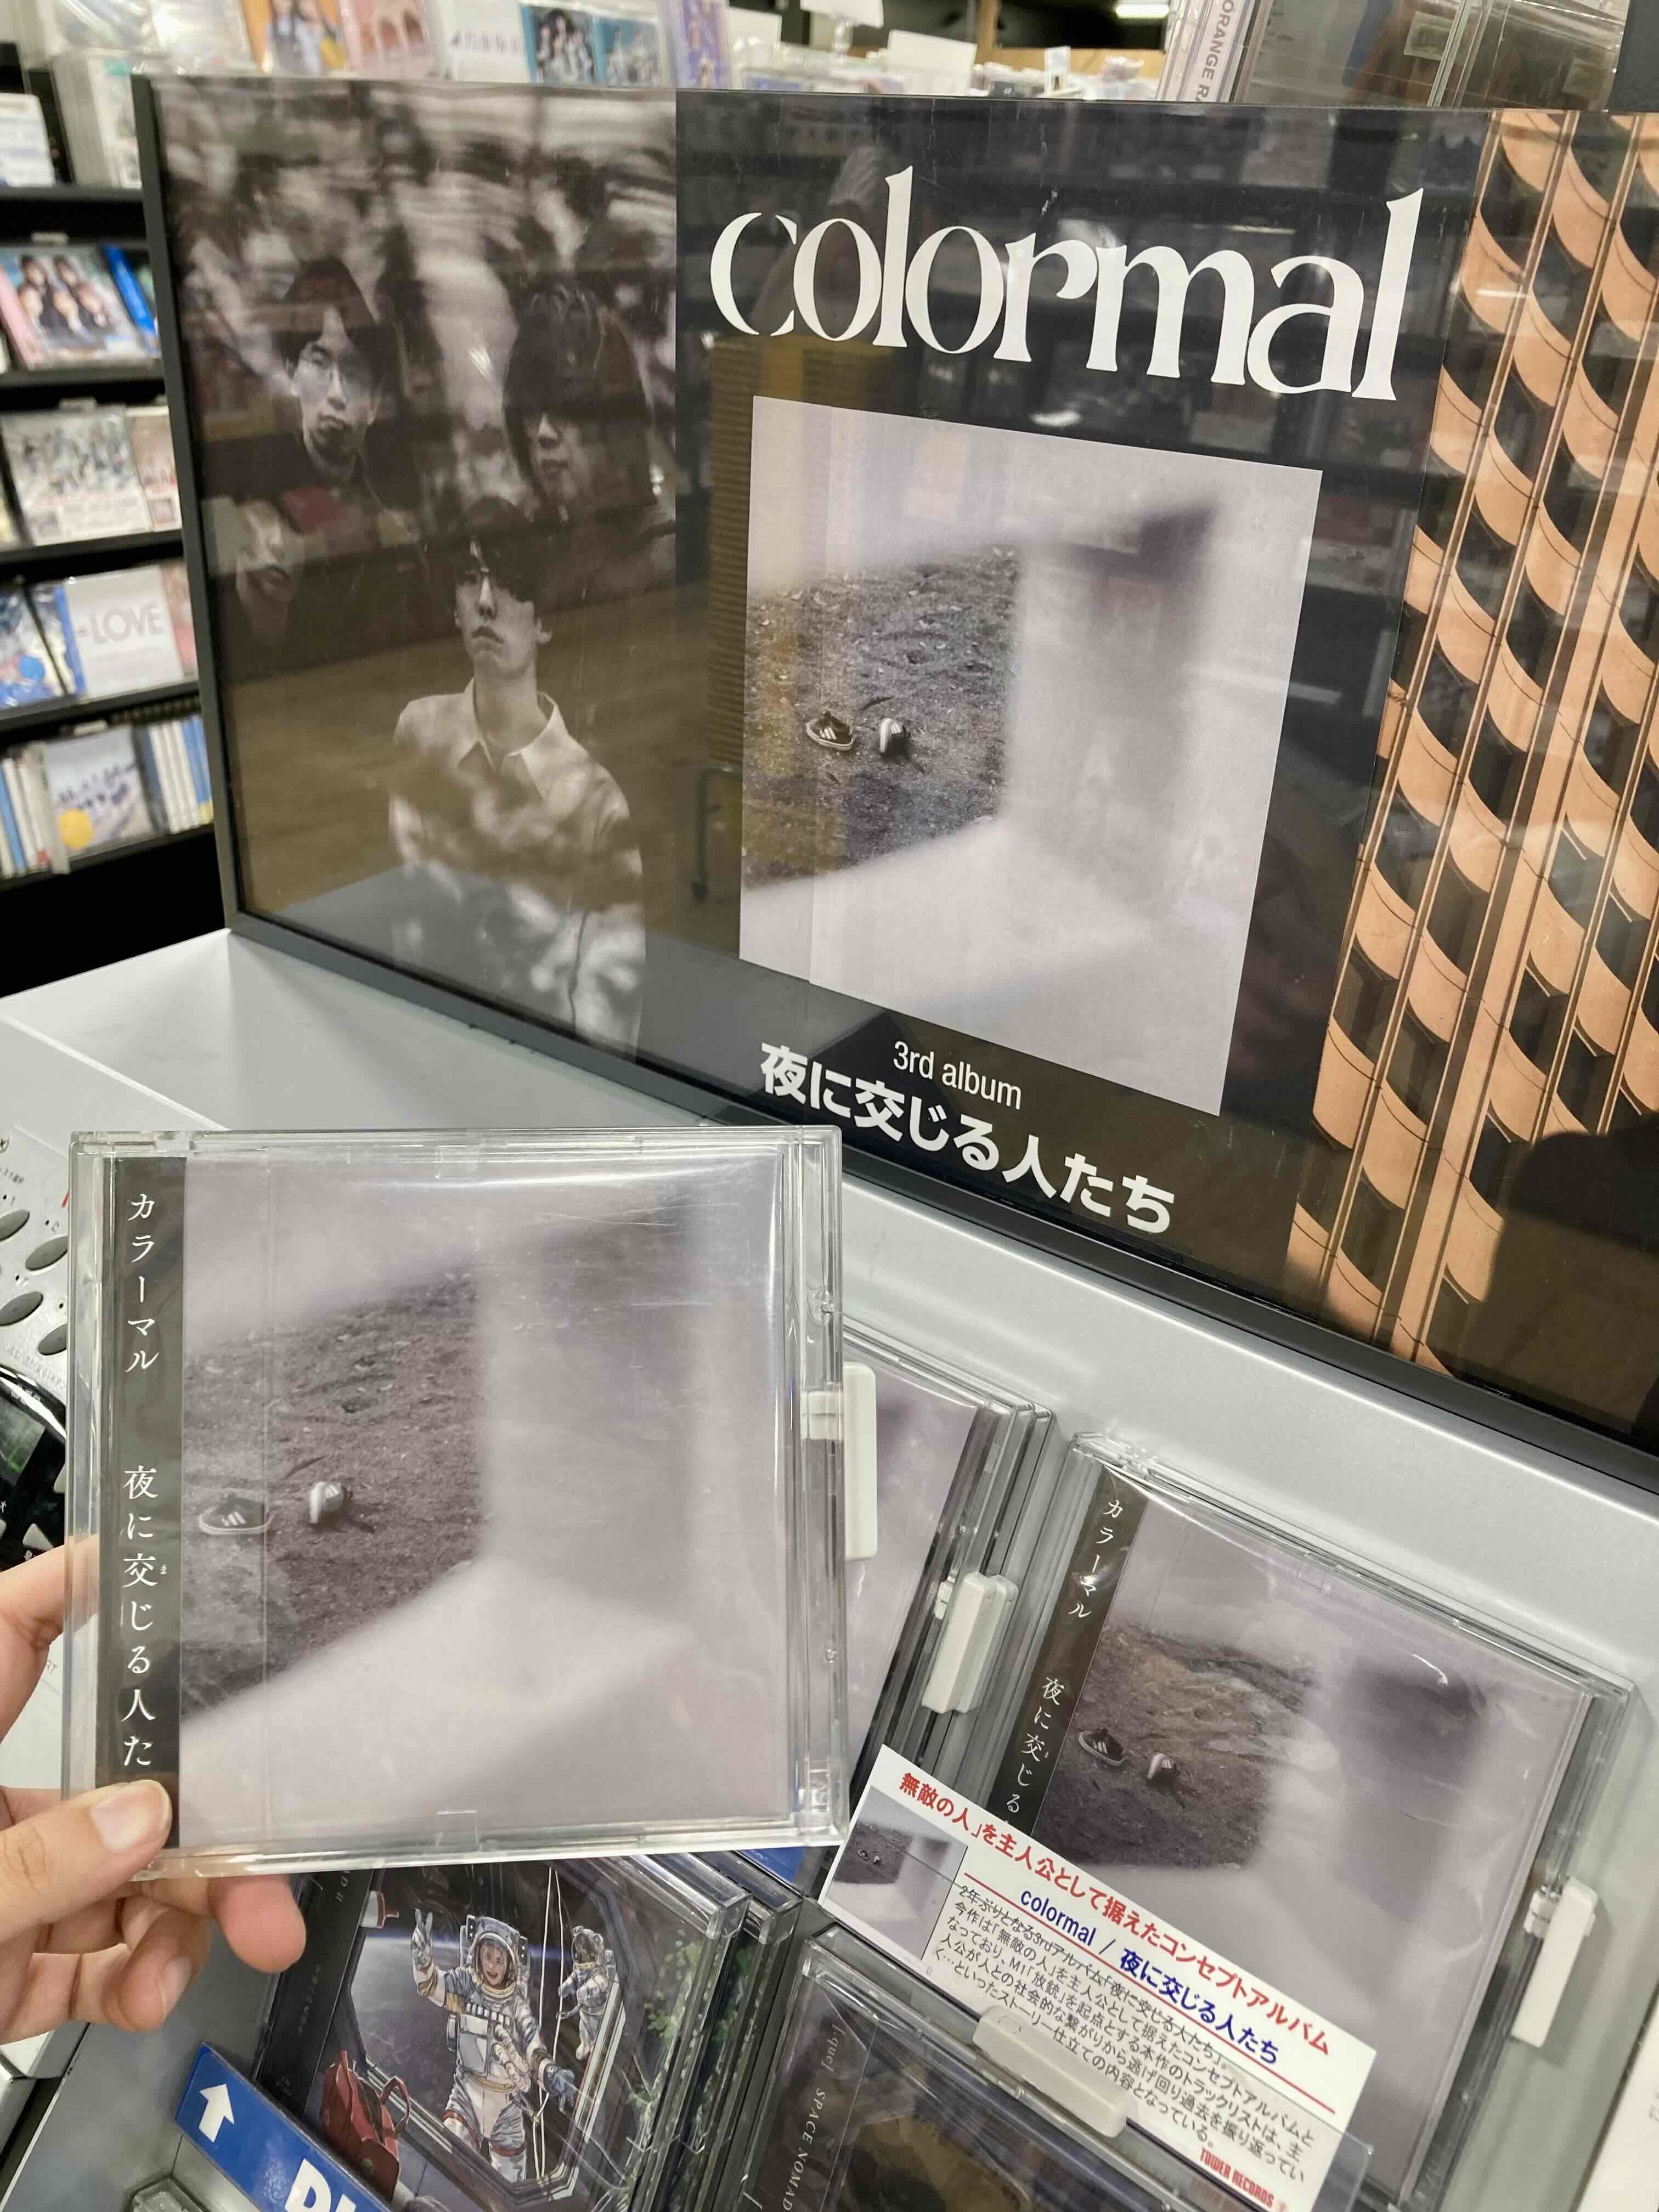 ORANGE RA
colormal
3rd album
夜に交じる人たち
-LOVE
カラーマル 夜に交じる人た
ま
カラーマル 夜に交じる
無敵の人」を主人公として据えたコンセプトアルバム
colormal / 夜に交じる人たち
2年ぶりとなる3rdアルバム「夜に交じる人たち」。
今作は「無敵の人」を主人公として据えたコンセプトアルバムと
なっており、M1「放銃」を起点とする本作のトラックリストは、主
人公が人との社会的な繋がりから逃げ回り過去を振り返ってい
く…といったストーリー仕立ての内容となっている。
TOWER RECORDS
SPACE NOMAD